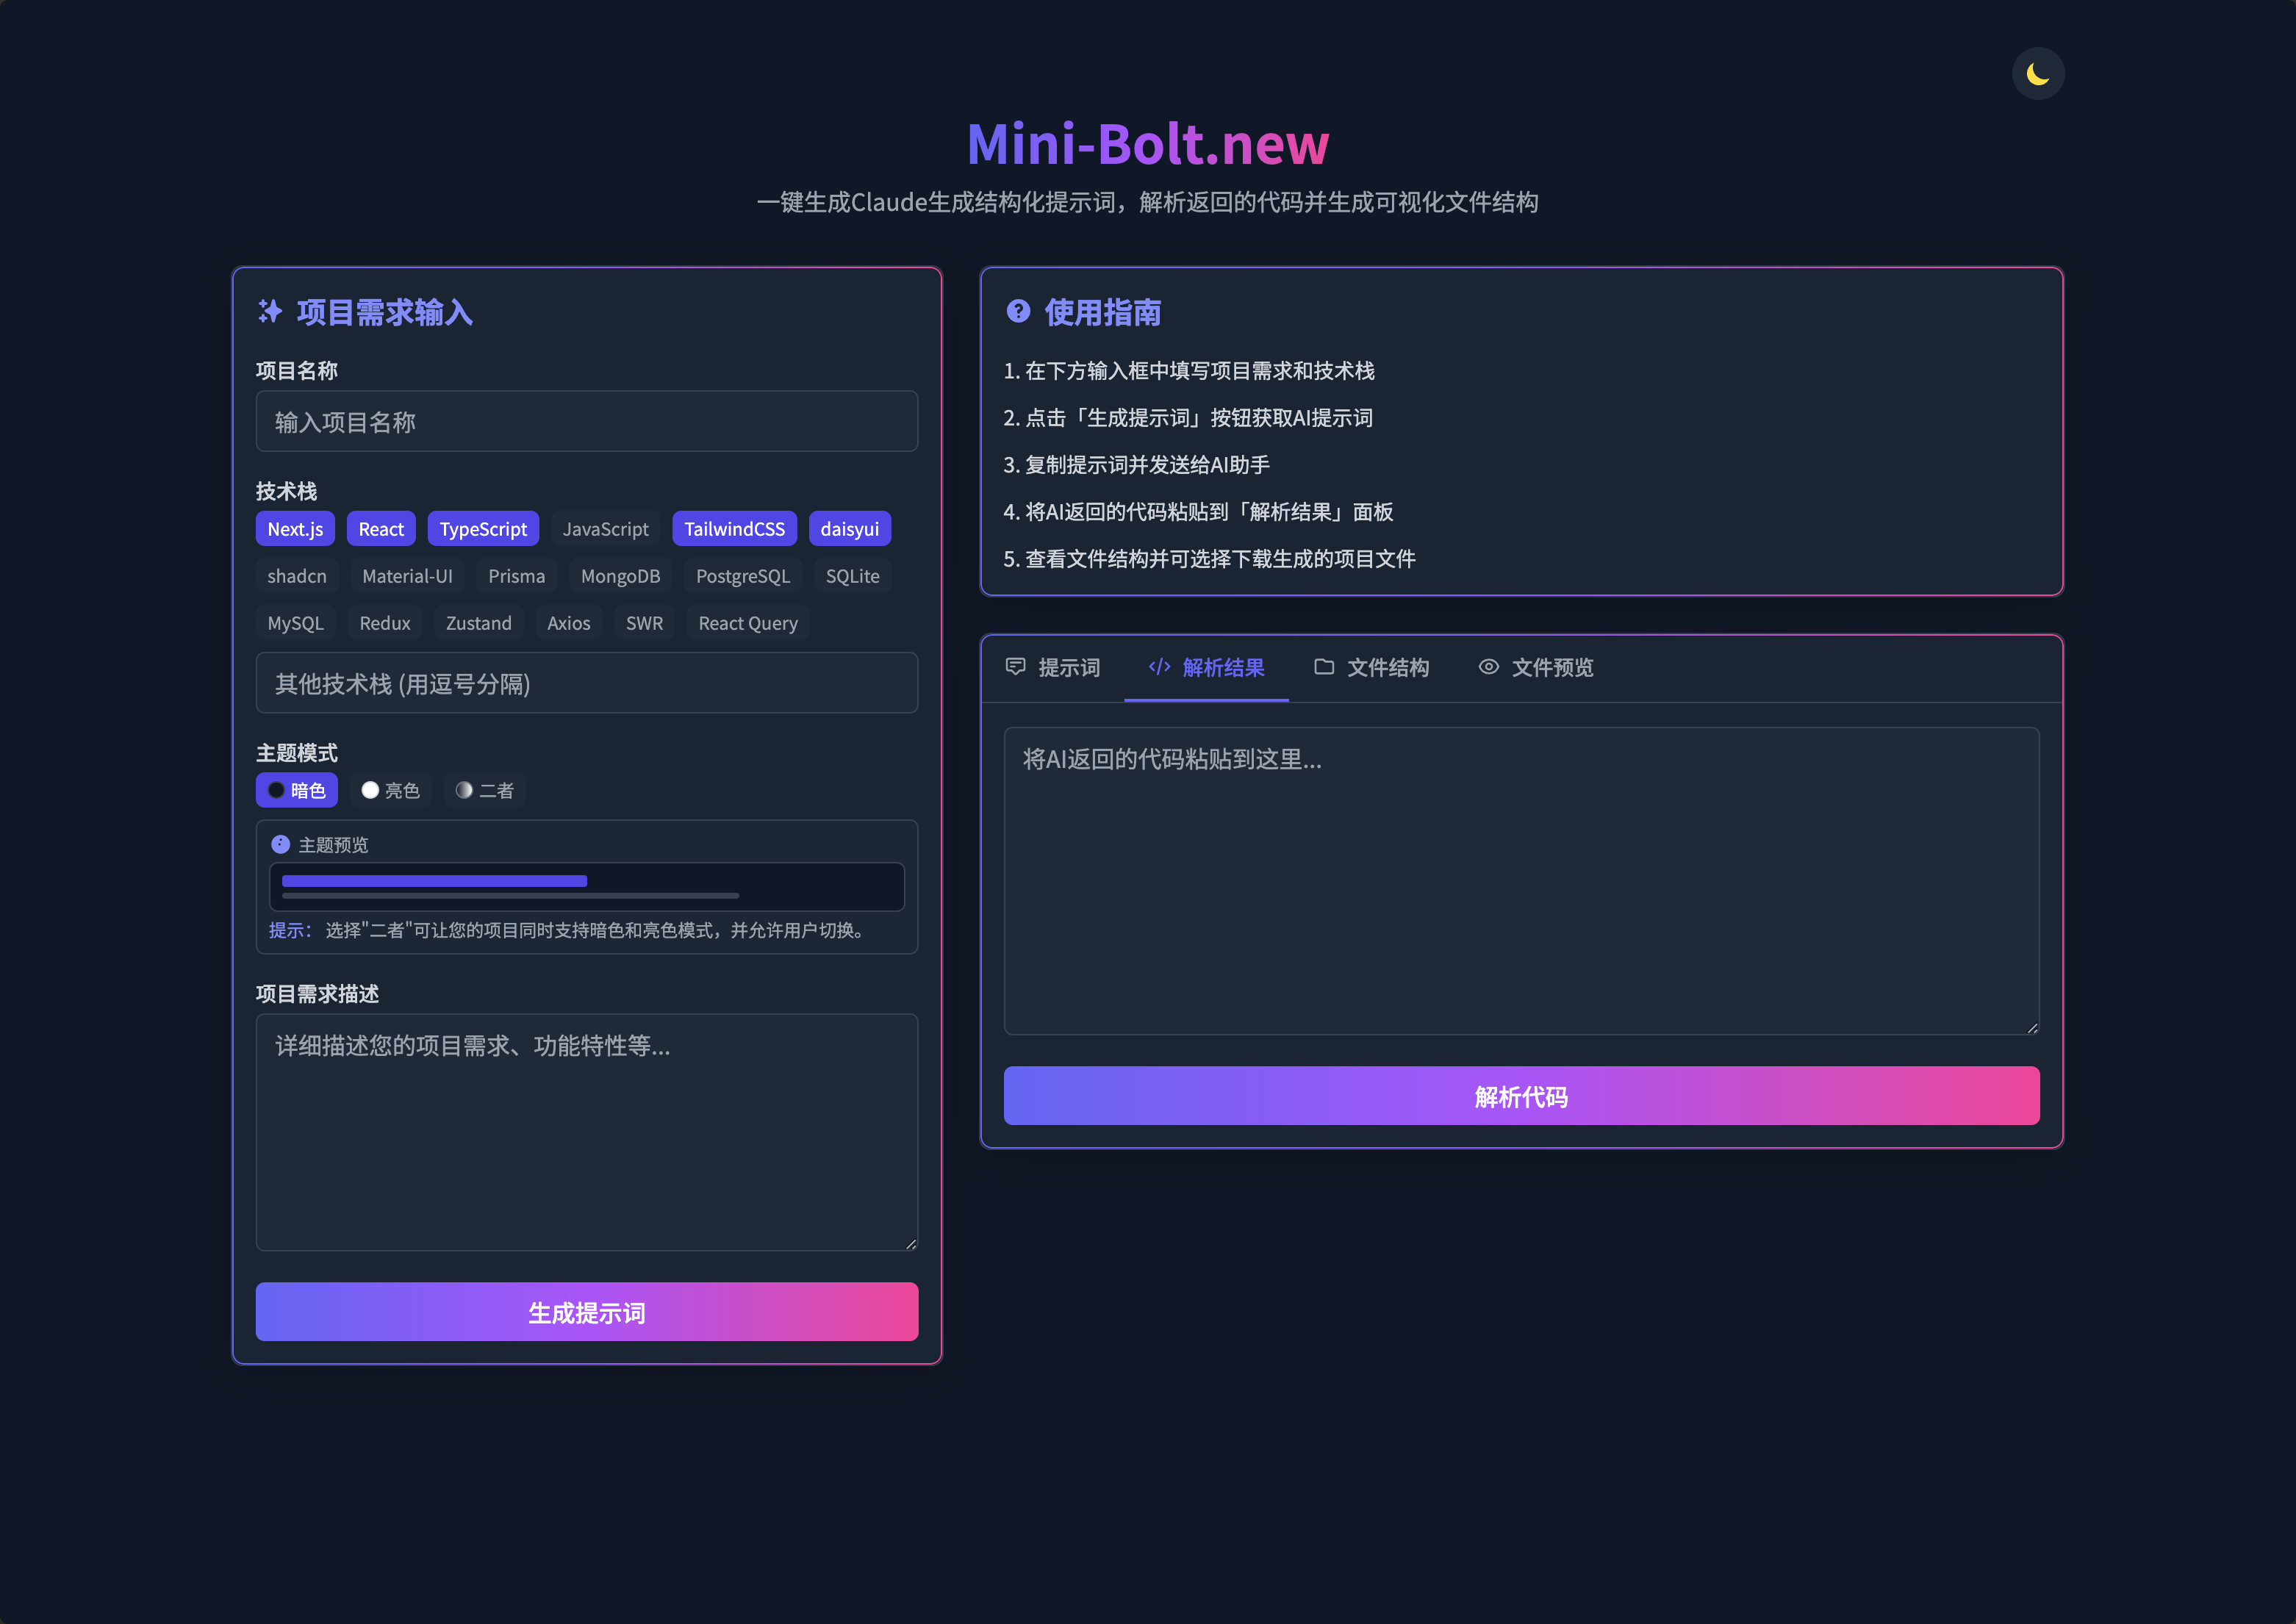 Mini-Bolt.new
一键生成Claude生成结构化提示词，解析返回的代码并生成可视化文件结构
项目需求输入
项目名称
输入项目名称
技术栈
Next.js React TypeScript JavaScript TailwindCSS daisyui
shadcn Material-UI Prisma MongoDB PostgreSQL SQLite
MySQL Redux Zustand Axios SWR React Query
其他技术栈 (用逗号分隔)
主题模式
暗色 亮色 二者
主题预览
提示： 选择"二者"可让您的项目同时支持暗色和亮色模式，并允许用户切换。
项目需求描述
详细描述您的项目需求、功能特性等...
生成提示词
使用指南
1. 在下方输入框中填写项目需求和技术栈
2. 点击「生成提示词」按钮获取AI提示词
3. 复制提示词并发送给AI助手
4. 将AI返回的代码粘贴到「解析结果」面板
5. 查看文件结构并可选择下载生成的项目文件
提示词 </> 解析结果 文件结构 文件预览
将AI返回的代码粘贴到这里...
解析代码